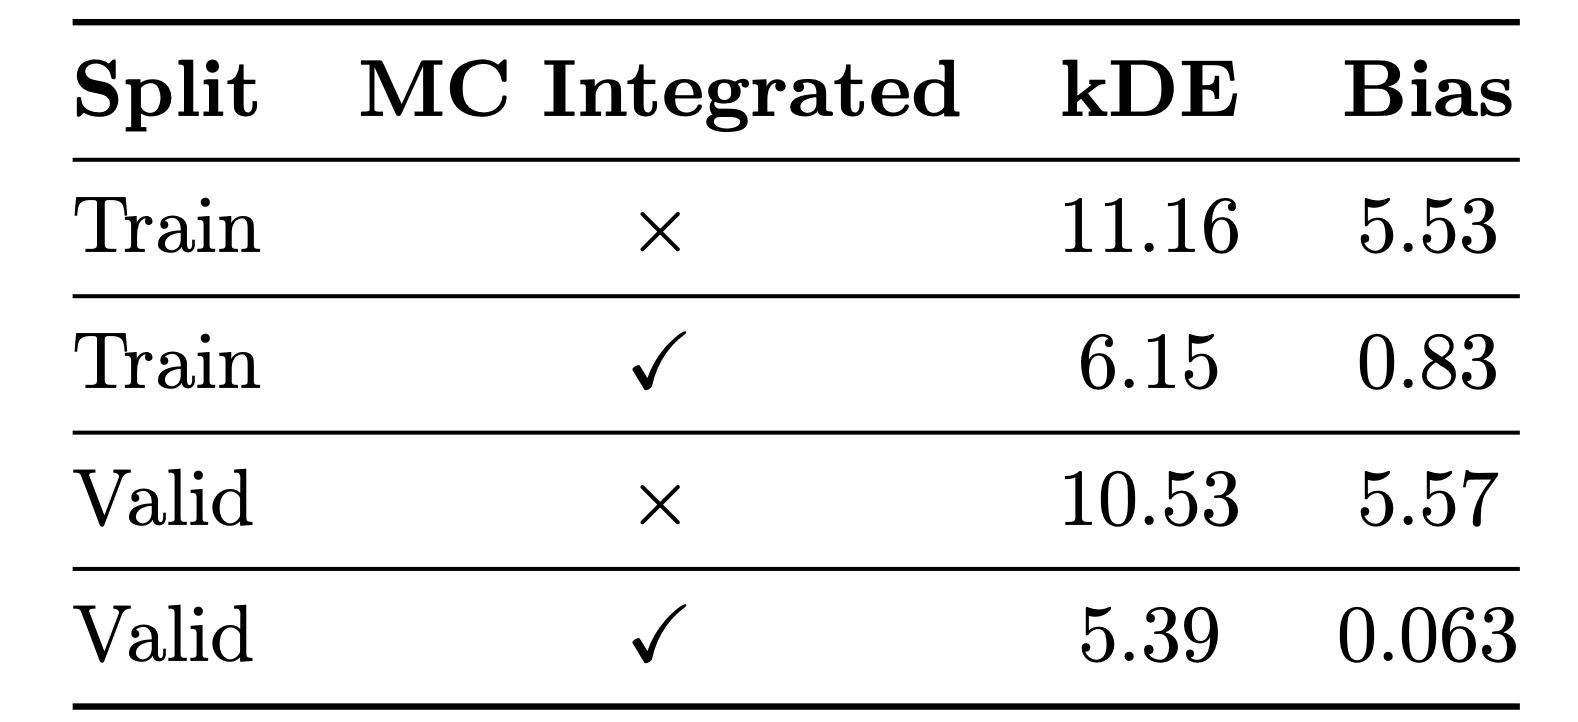 Split MC Integrated kDE Bias
Train × 11.16 5.53
Train ✓ 6.15 0.83
Valid × 10.53 5.57
Valid ✓ 5.39 0.063